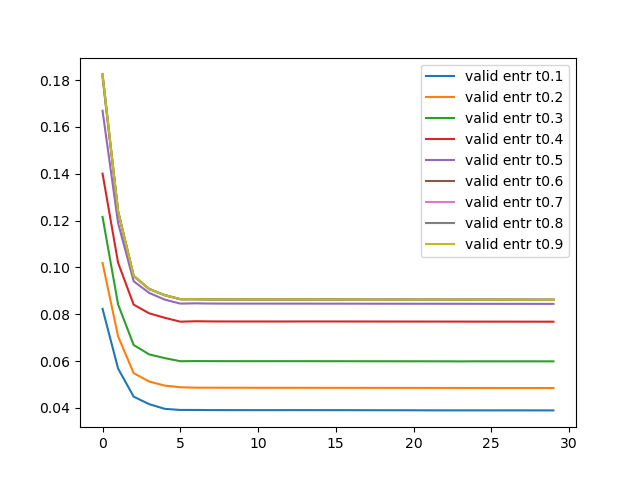 0.18
0.16
0.14
0.12
0.10
0.08
0.06
0.04
0
5
10
15
20
25
30
valid entr t0.1
valid entr t0.2
valid entr t0.3
valid entr t0.4
valid entr t0.5
valid entr t0.6
valid entr t0.7
valid entr t0.8
valid entr t0.9